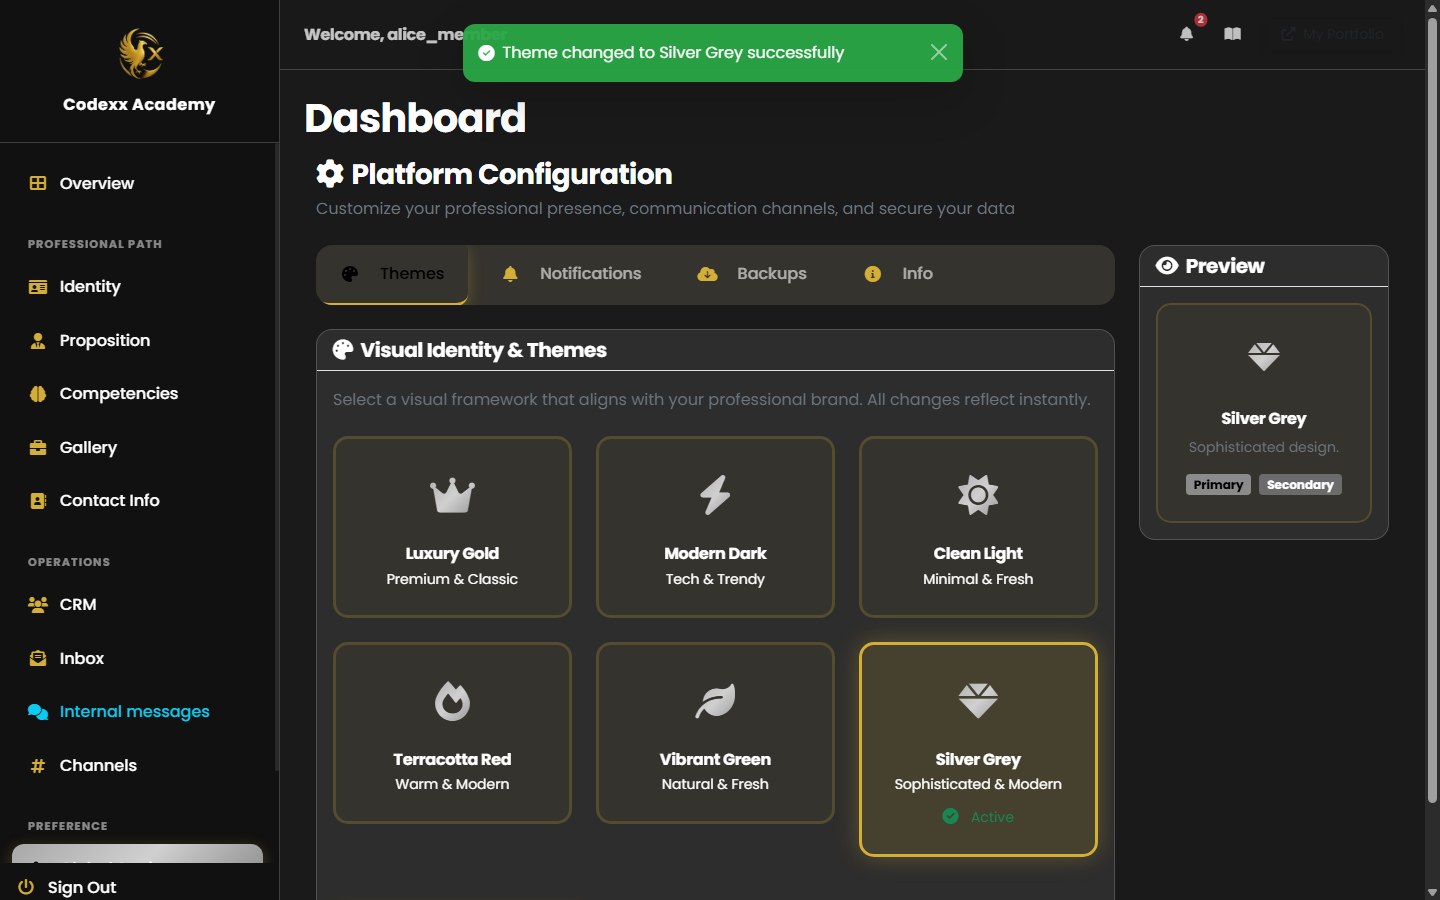 Codexx Academy
Overview
PROFESSIONAL PATH
Identity
Proposition
Competencies
Gallery
Contact Info
OPERATIONS
CRM
Inbox
Internal messages
Channels
PREFERENCE
Sign Out
Welcome, alice_member
2
My Portfolio
Theme changed to Silver Grey successfully
Dashboard
Platform Configuration
Customize your professional presence, communication channels, and secure your data
Themes Notifications Backups Info
Visual Identity & Themes
Select a visual framework that aligns with your professional brand. All changes reflect instantly.
Luxury Gold
Premium & Classic
Modern Dark
Tech & Trendy
Clean Light
Minimal & Fresh
Terracotta Red
Warm & Modern
Vibrant Green
Natural & Fresh
Silver Grey
Sophisticated & Modern
Active
Preview
Silver Grey
Sophisticated design.
Primary Secondary